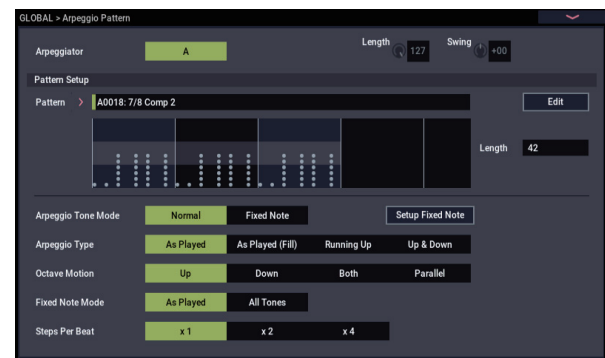 GLOBAL > Arpeggio Pattern
Arpeggiator A Length 127 Swing +00
Pattern Setup
Pattern > A0018: 7/8 Comp 2 Edit
Length 42
Arpeggio Tone Mode Normal Fixed Note Setup Fixed Note
Arpeggio Type As Played As Played (Fill) Running Up Up & Down
Octave Motion Up Down Both Parallel
Fixed Note Mode As Played All Tones
Steps Per Beat x 1 x 2 x 4